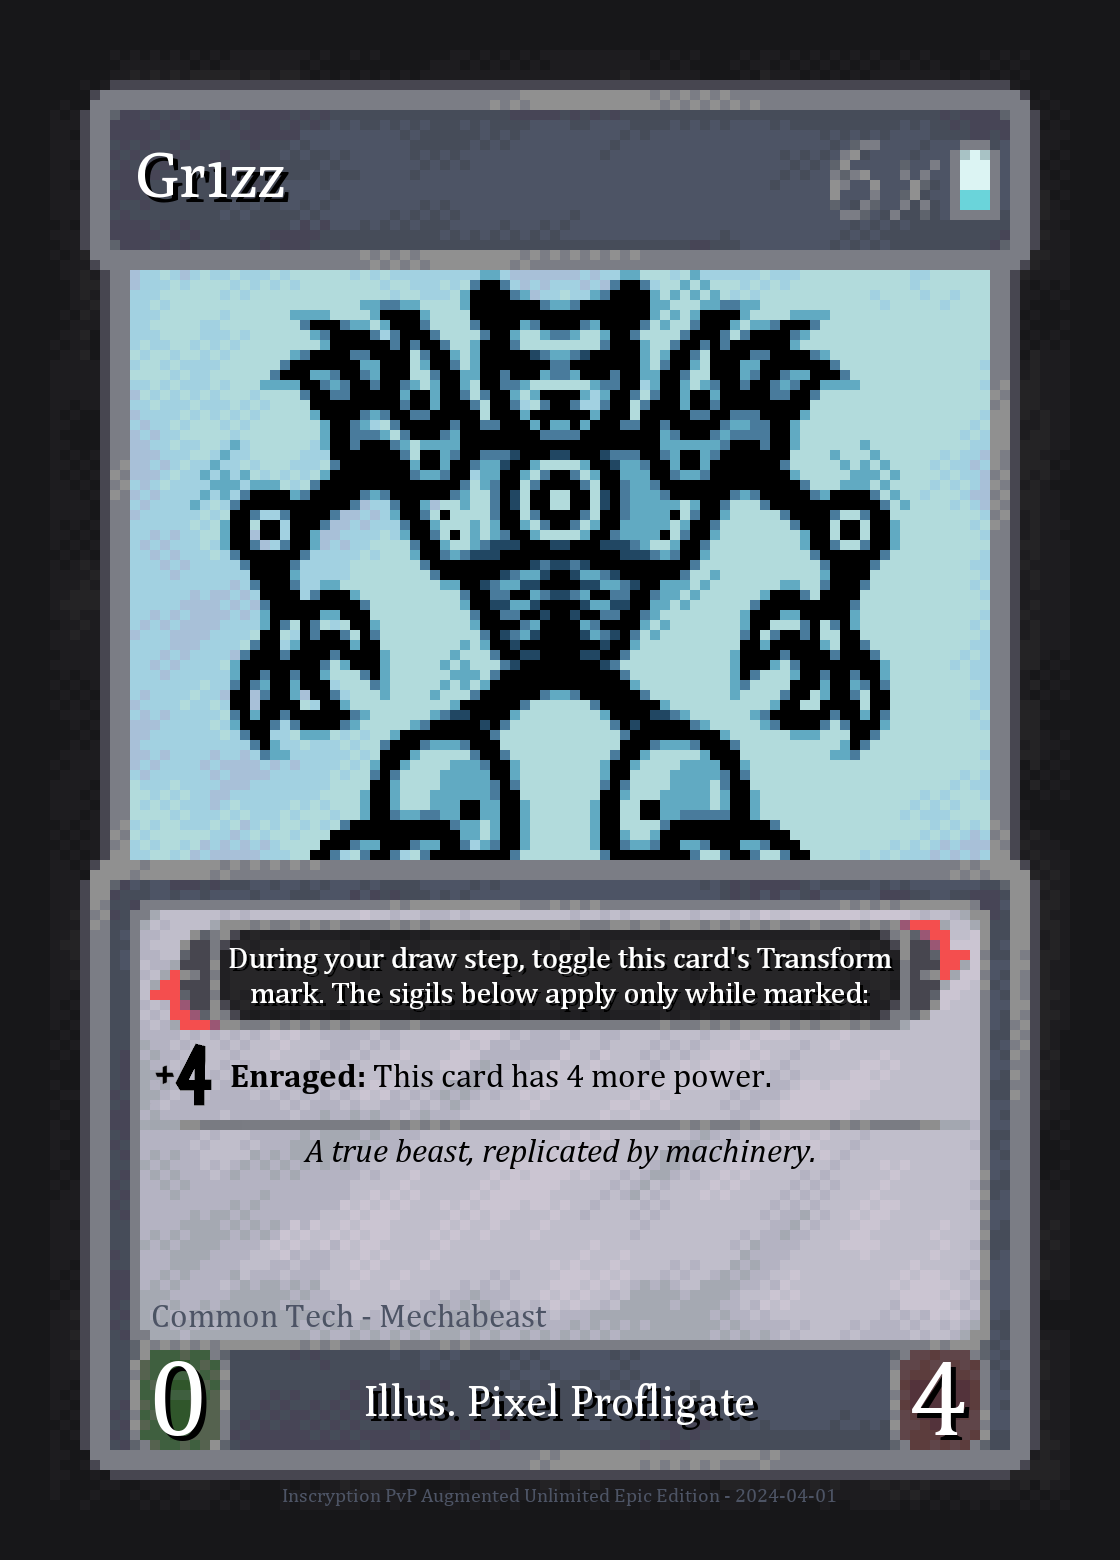 Gr1zz 6x
During your draw step, toggle this card's Transform
mark. The sigils below apply only while marked:
+4 Enraged: This card has 4 more power.
A true beast, replicated by machinery.
Common Tech - Mechabeast
0 Illus. Pixel Profligate 4
Inscryption PvP Augmented Unlimited Epic Edition - 2024-04-01